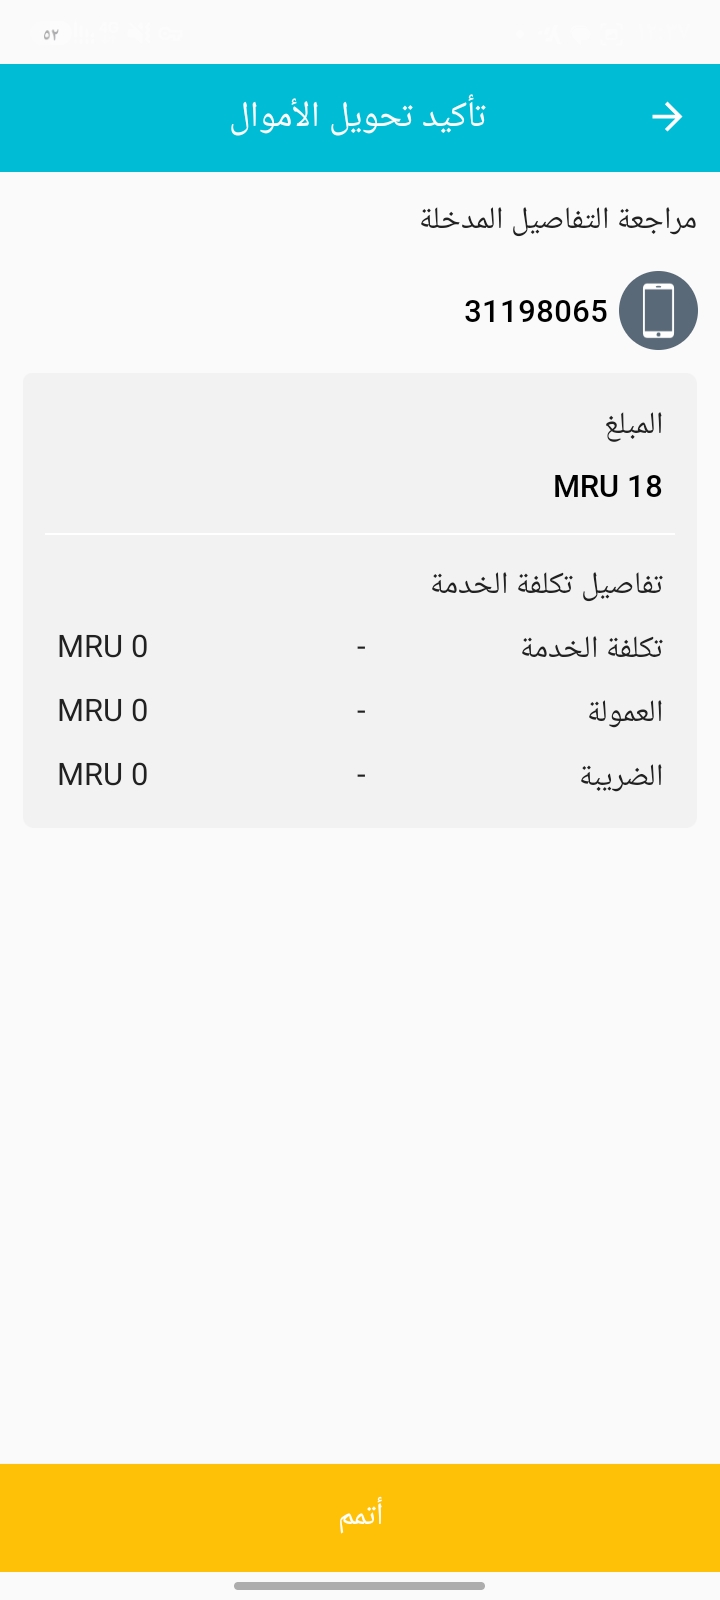 ٥٢
تأكيد تحويل الأموال
مراجعة التفاصيل المدخلة
31198065
المبلغ
MRU 18
تفاصيل تكلفة الخدمة
تكلفة الخدمة - MRU 0
العمولة - MRU 0
الضريبة - MRU 0
أتمم